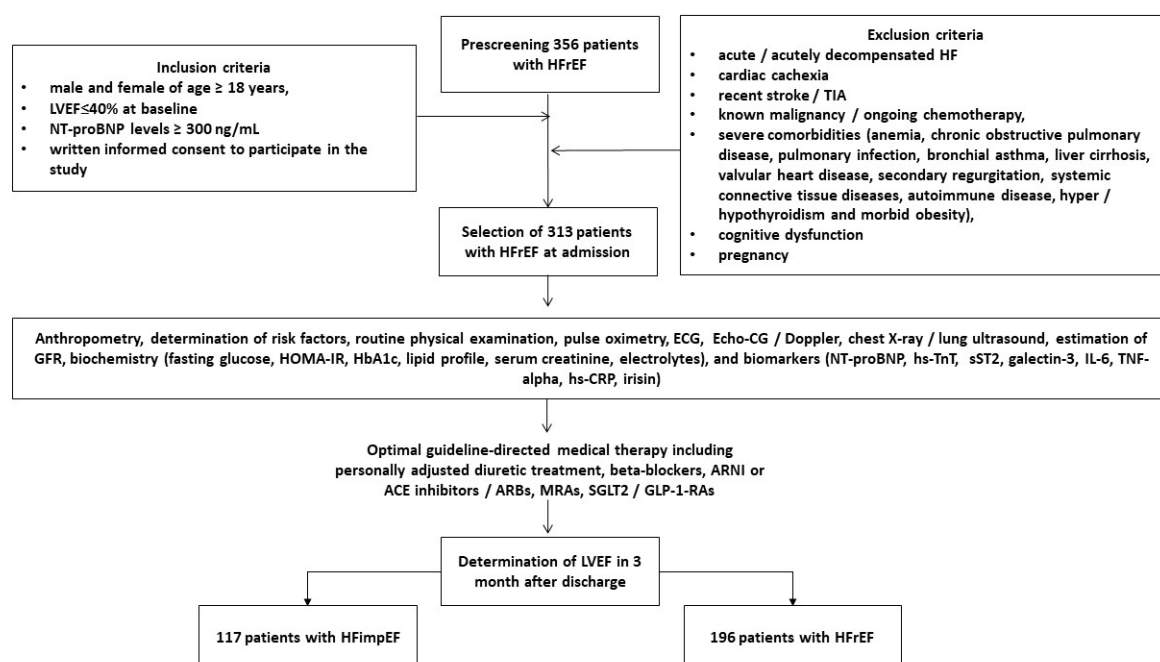 Prescreening 356 patients
with HFrEF
Inclusion criteria
• male and female of age ≥ 18 years,
• LVEF≤40% at baseline
• NT-proBNP levels ≥ 300 ng/mL
• written informed consent to participate in the
study
Exclusion criteria
• acute / acutely decompensated HF
• cardiac cachexia
• recent stroke / TIA
• known malignancy / ongoing chemotherapy,
• severe comorbidities (anemia, chronic obstructive pulmonary
disease, pulmonary infection, bronchial asthma, liver cirrhosis,
valvular heart disease, secondary regurgitation, systemic
connective tissue diseases, autoimmune disease, hyper /
hypothyroidism and morbid obesity),
• cognitive dysfunction
• pregnancy
Selection of 313 patients
with HFrEF at admission
Anthropometry, determination of risk factors, routine physical examination, pulse oximetry, ECG, Echo-CG / Doppler, chest X-ray / lung ultrasound, estimation of
GFR, biochemistry (fasting glucose, HOMA-IR, HbA1c, lipid profile, serum creatinine, electrolytes), and biomarkers (NT-proBNP, hs-TnT, sST2, galectin-3, IL-6, TNF-
alpha, hs-CRP, irisin)
Optimal guideline-directed medical therapy including
personally adjusted diuretic treatment, beta-blockers, ARNI or
ACE inhibitors / ARBs, MRAs, SGLT2 / GLP-1-RAs
Determination of LVEF in 3
month after discharge
117 patients with HFimpEF
196 patients with HFrEF